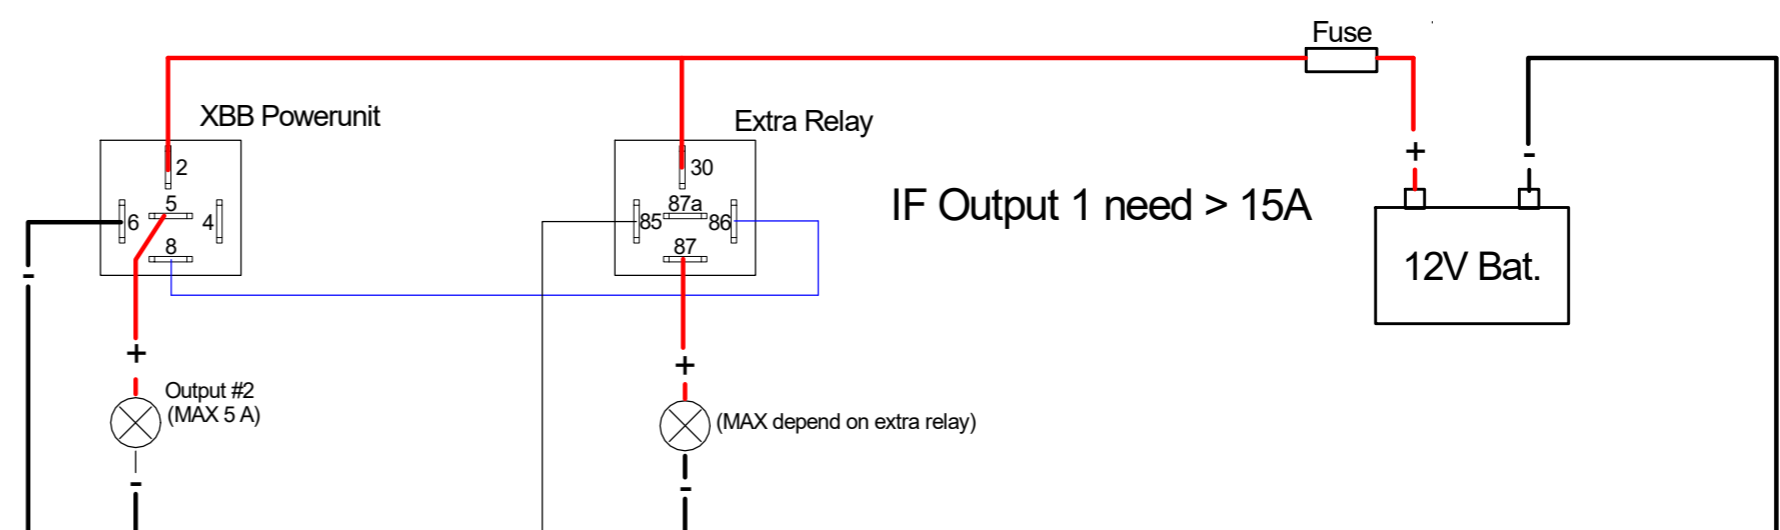 Fuse
XBB Powerunit
Extra Relay
+
-
2
30
5
87a
IF Output 1 need > 15A
6
4
85
86
8
87
12V Bat.
-
+
+
Output #2
(MAX 5 A)
(MAX depend on extra relay)
-
-